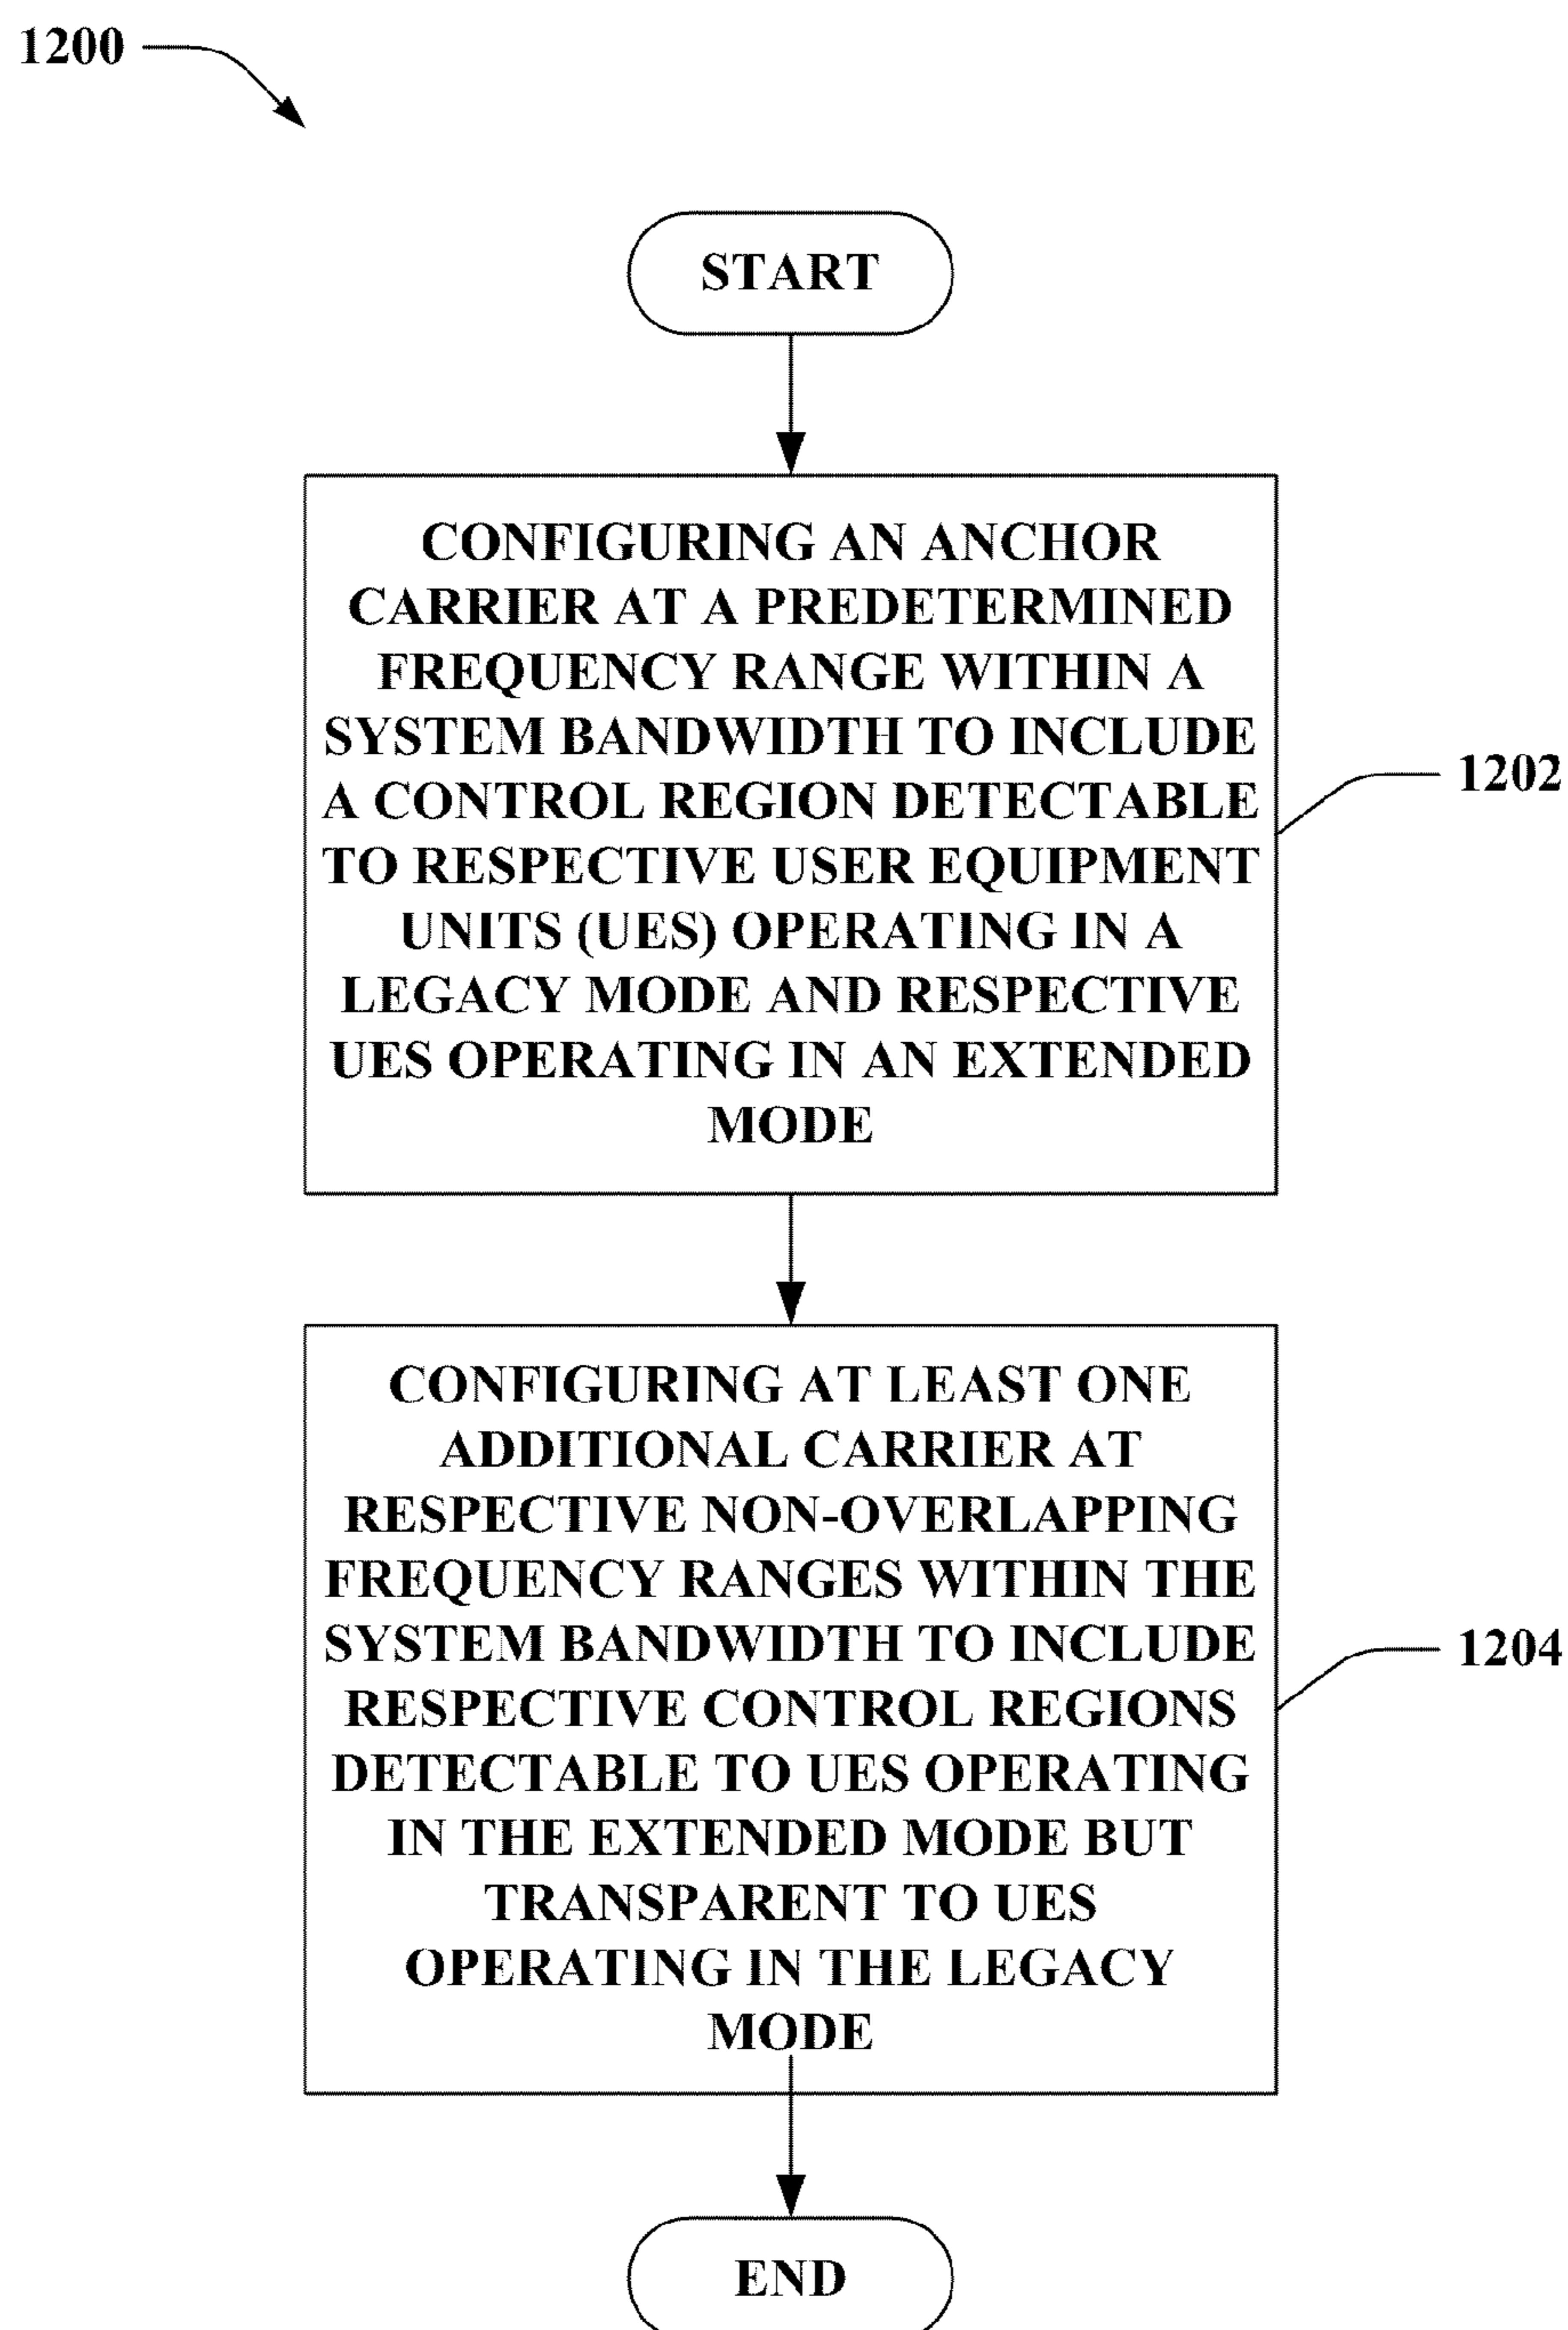 1200
START
CONFIGURING AN ANCHOR
CARRIER AT A PREDETERMINED
FREQUENCY RANGE WITHIN A
SYSTEM BANDWIDTH TO INCLUDE
A CONTROL REGION DETECTABLE
TO RESPECTIVE USER EQUIPMENT
UNITS (UES) OPERATING IN A
LEGACY MODE AND RESPECTIVE
UES OPERATING IN AN EXTENDED
MODE
1202
CONFIGURING AT LEAST ONE
ADDITIONAL CARRIER AT
RESPECTIVE NON-OVERLAPPING
FREQUENCY RANGES WITHIN THE
SYSTEM BANDWIDTH TO INCLUDE
RESPECTIVE CONTROL REGIONS
DETECTABLE TO UES OPERATING
IN THE EXTENDED MODE BUT
TRANSPARENT TO UES
OPERATING IN THE LEGACY
MODE
1204
END